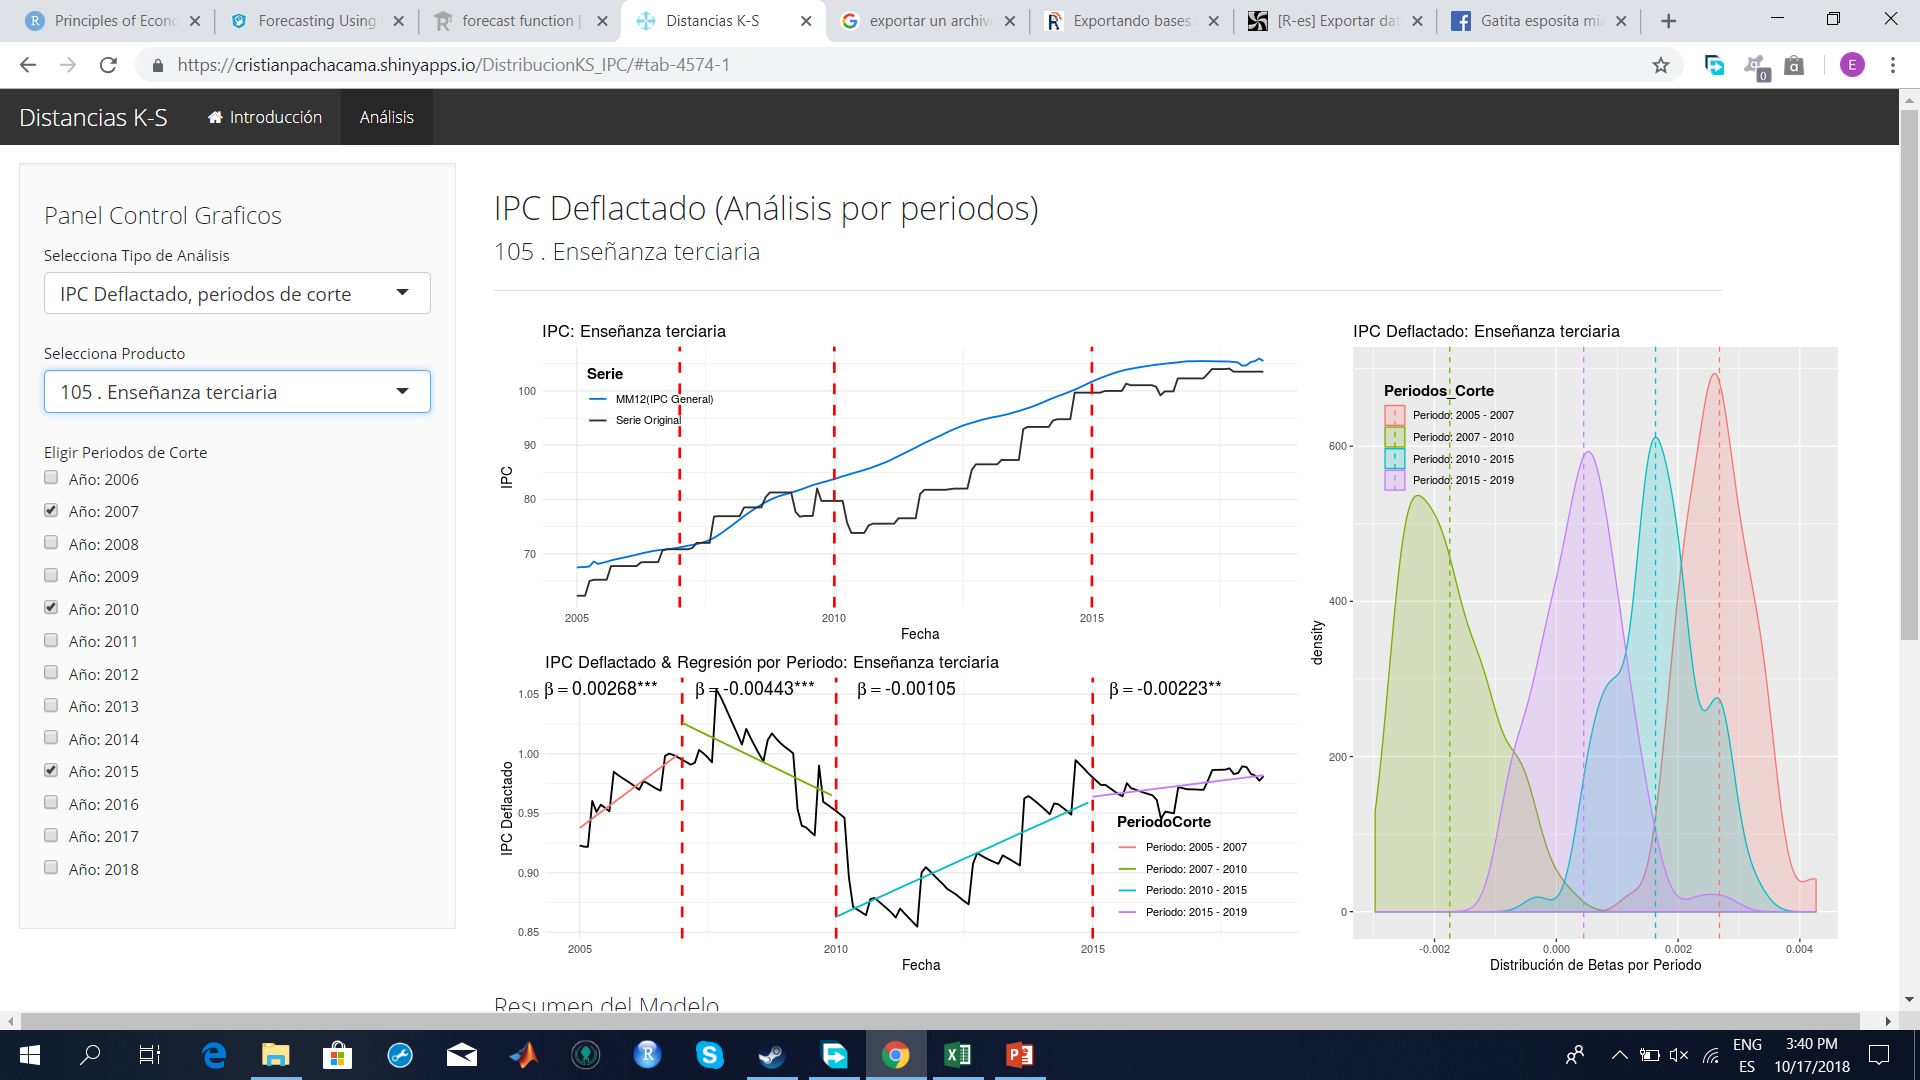 Principles of Econo
Forecasting Using
forecast function |
Distancias K-S
exportar un archivo
Exportando bases
[R-es] Exportar dat
Gatita esposita mia
https://cristianpachacama.shinyapps.io/DistribucionKS_IPC/#tab-4574-1
0
a
E
Distancias K-S
Introducción
Análisis
Panel Control Graficos
Selecciona Tipo de Análisis
IPC Deflactado, periodos de corte
Selecciona Producto
105 . Enseñanza terciaria
Eligir Periodos de Corte
Año: 2006
Año: 2007
Año: 2008
Año: 2009
Año: 2010
Año: 2011
Año: 2012
Año: 2013
Año: 2014
Año: 2015
Año: 2016
Año: 2017
Año: 2018
IPC Deflactado (Análisis por periodos)
105 . Enseñanza terciaria
IPC: Enseñanza terciaria
Serie
MM12(IPC General)
Serie Original
100
90
80
70
IPC
2005
2010
2015
Fecha
IPC Deflactado & Regresión por Periodo: Enseñanza terciaria
β = 0.00268***
β = -0.00443***
β = -0.00105
β = -0.00223**
1.05
1.00
0.95
0.90
0.85
IPC Deflactado
PeriodoCorte
Periodo: 2005 - 2007
Periodo: 2007 - 2010
Periodo: 2010 - 2015
Periodo: 2015 - 2019
2005
2010
2015
Fecha
IPC Deflactado: Enseñanza terciaria
Periodos_Corte
Periodo: 2005 - 2007
Periodo: 2007 - 2010
Periodo: 2010 - 2015
Periodo: 2015 - 2019
600
400
200
0
density
-0.002
0.000
0.002
0.004
Distribución de Betas por Periodo
Resumen del Modelo
ENG
ES
3:40 PM
10/17/2018